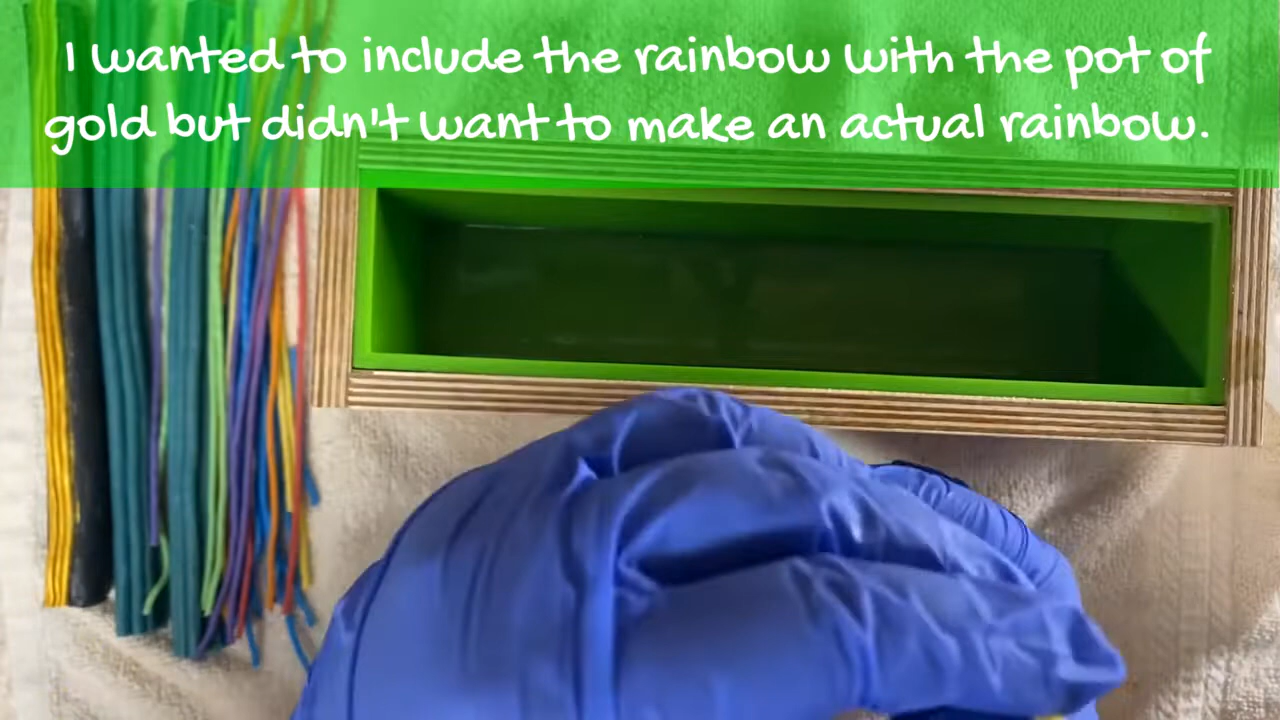 I wanted to include the rainbow with the pot of
gold but didn't want to make an actual rainbow.